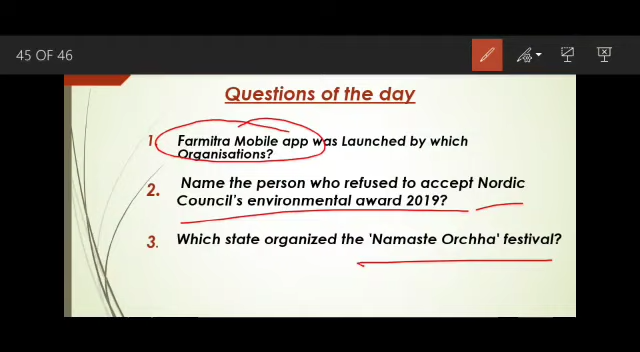 45 OF 46
Questions of the day
1. Farmitra Mobile app was Launched by which
Organisations?
2. Name the person who refused to accept Nordic
Council's environmental award 2019?
3. Which state organized the 'Namaste Orchha' festival?